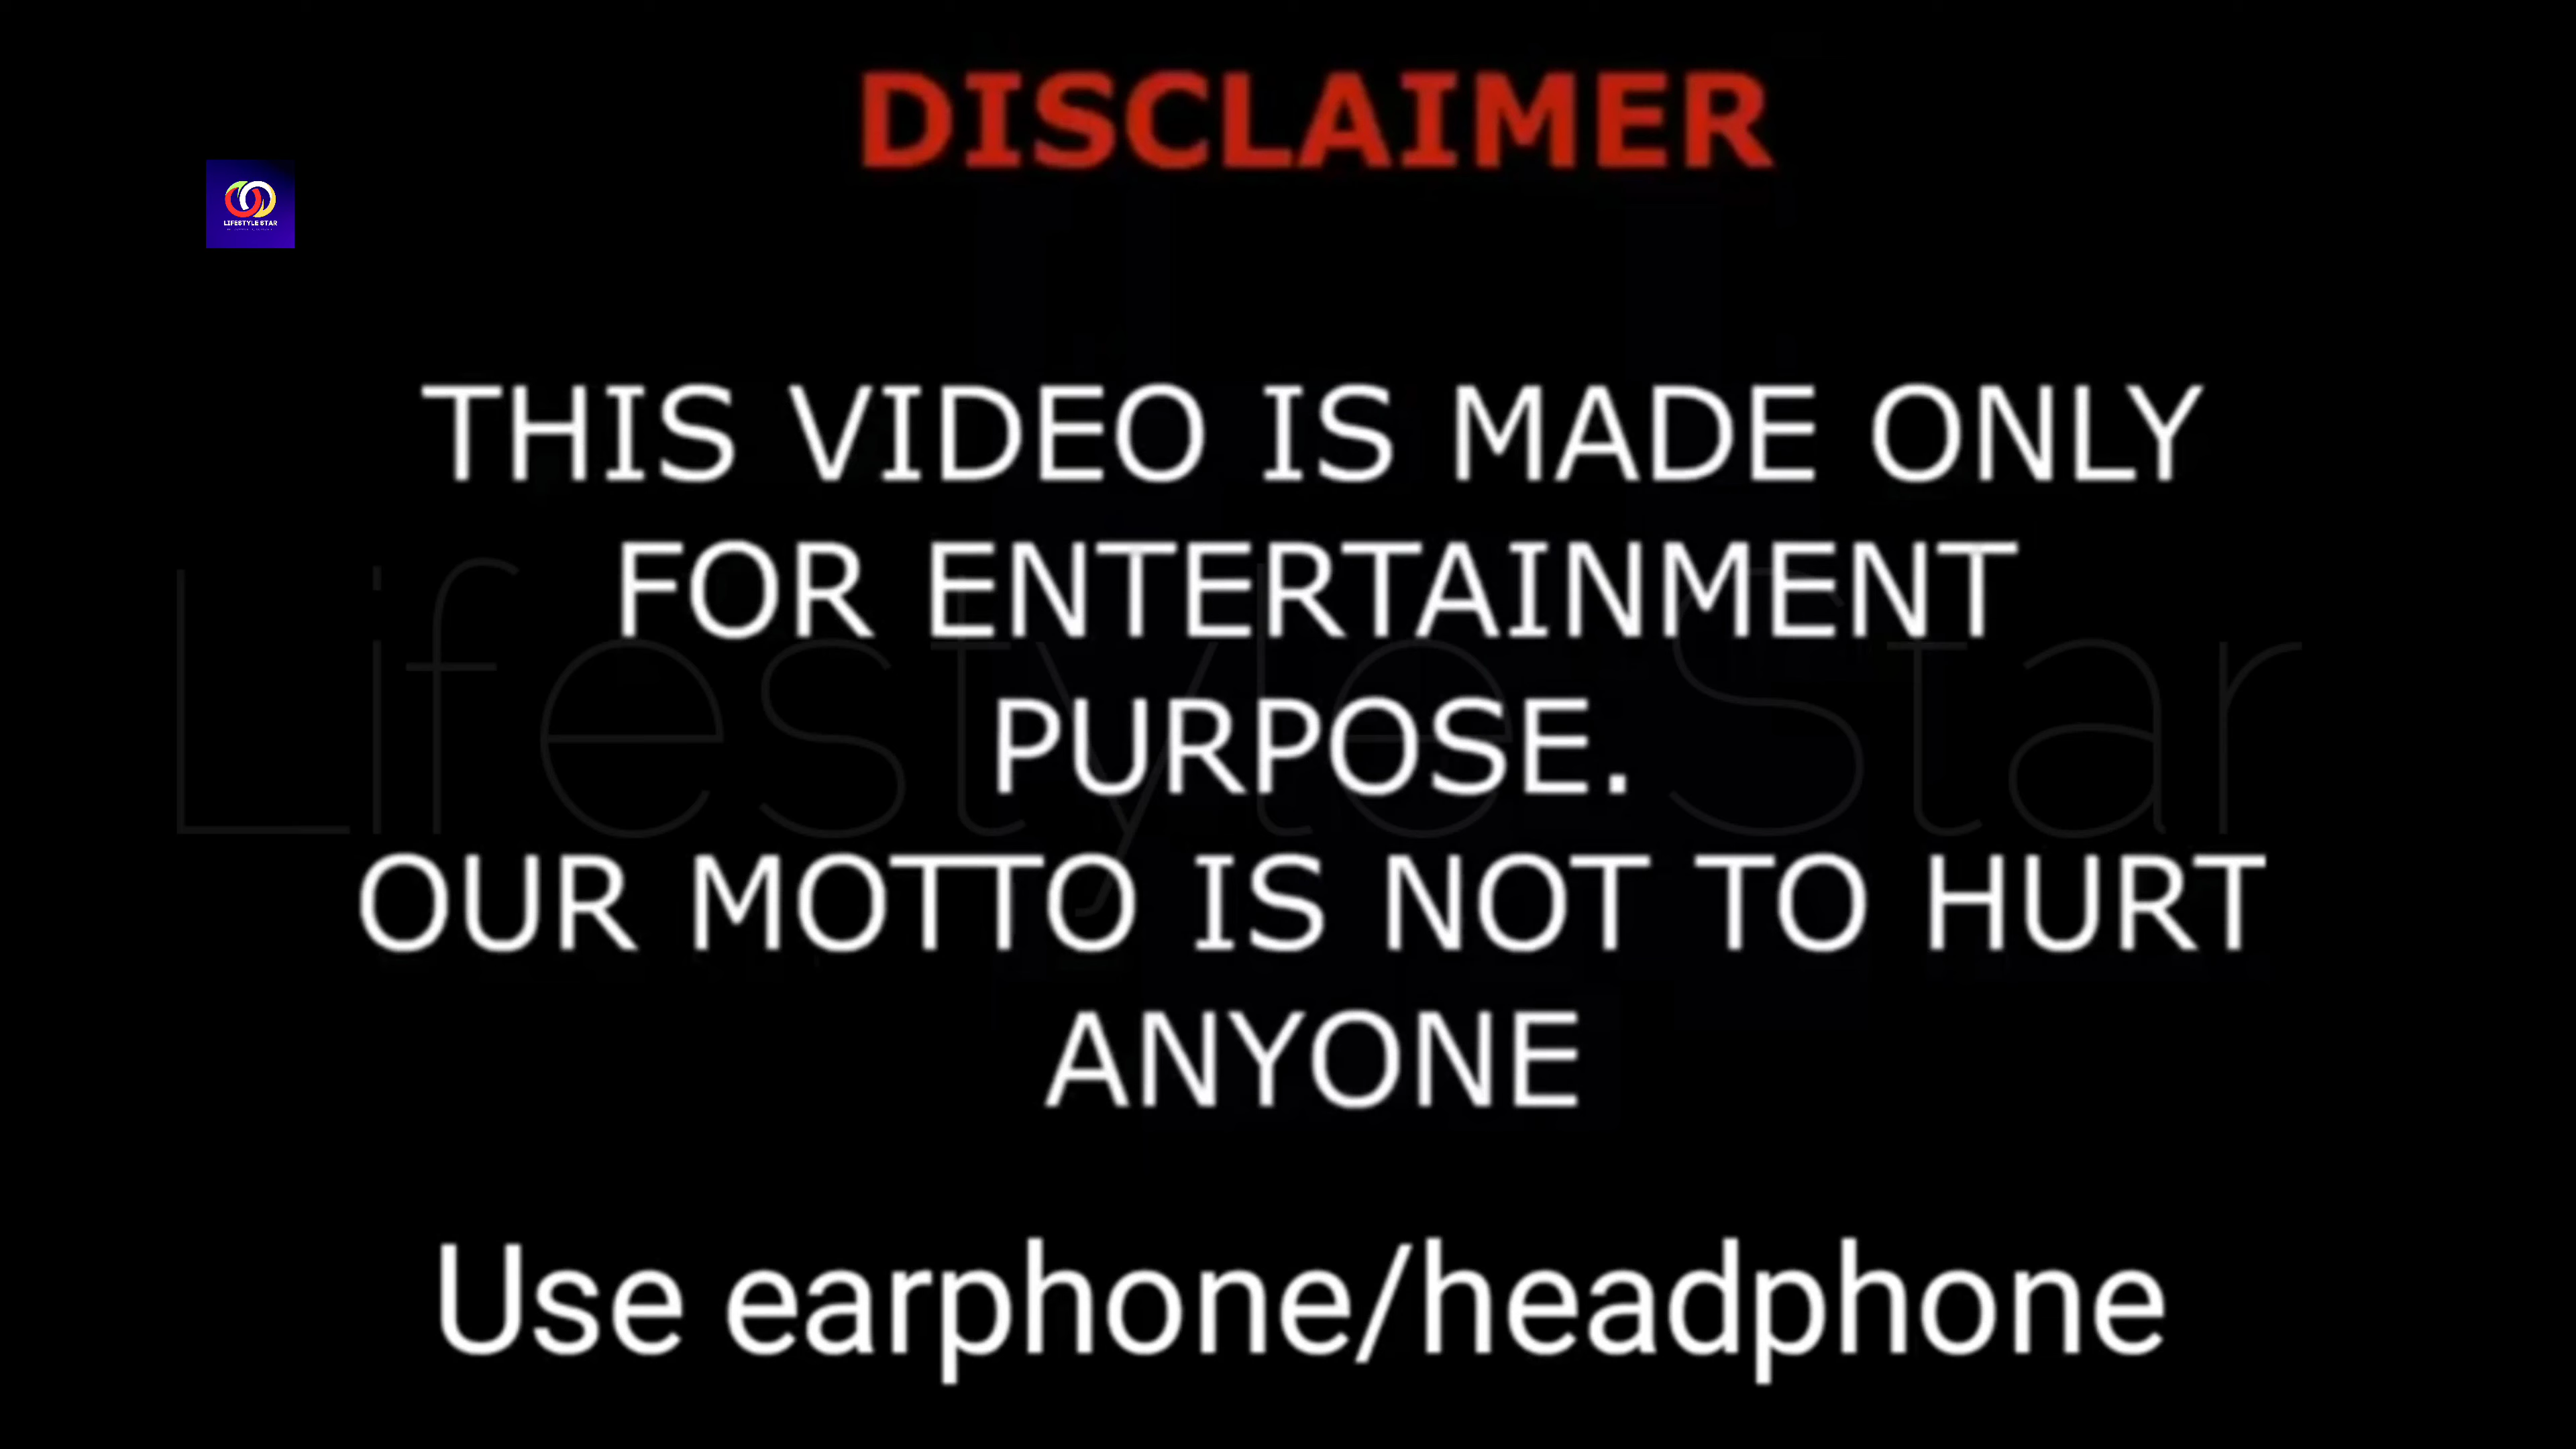 DISCLAIMER
LIFESTYLE STAR
THIS VIDEO IS MADE ONLY
FOR ENTERTAINMENT
PURPOSE.
Lifestyle Star
OUR MOTTO IS NOT TO HURT
ANYONE
Use earphone/headphone